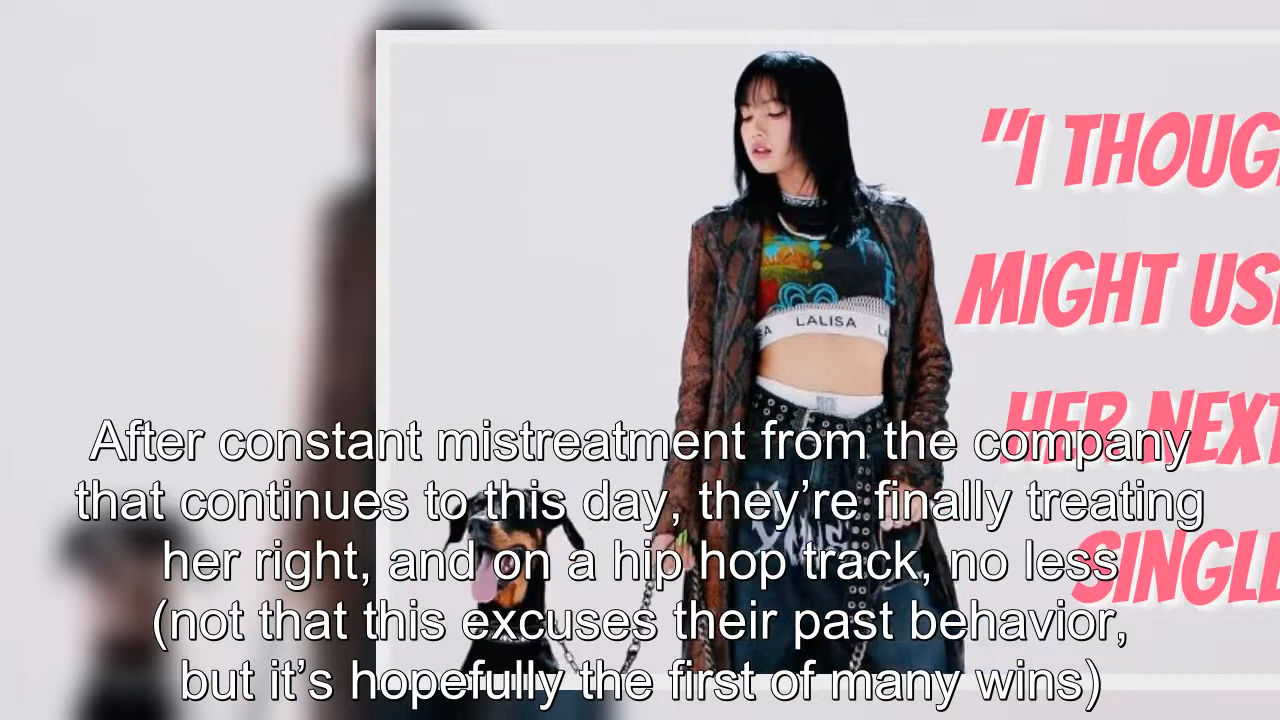 "I THOUG
MIGHT US
HER NEXT
SINGLE
LALISA
After constant mistreatment from the company
that continues to this day, they’re finally treating
her right, and on a hip hop track, no less
(not that this excuses their past behavior,
but it’s hopefully the first of many wins)